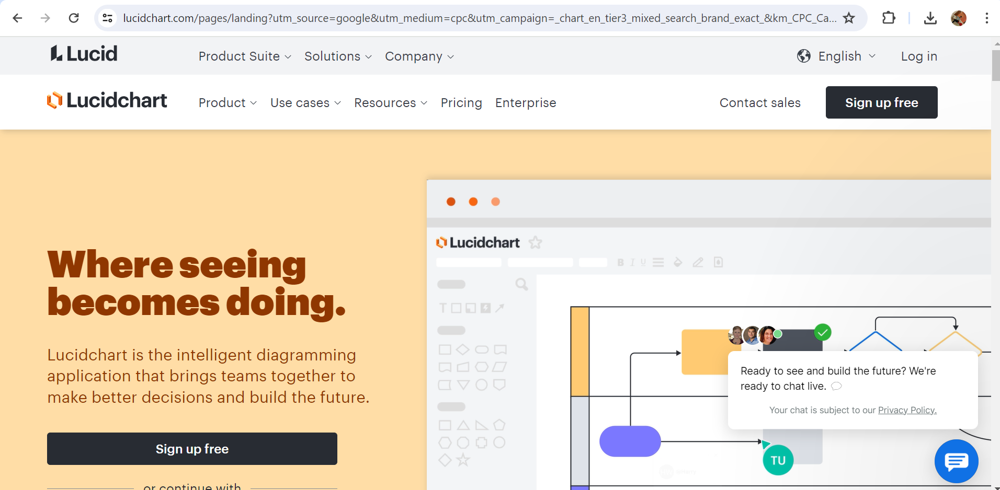 lucidchart.com/pages/landing?utm_source=google&utm_medium=cpc&utm_campaign=_chart_en_tier3_mixed_search_brand_exact_&km_CPC_Ca...
Lucid
Product Suite
Solutions
Company
English
Log in
Lucidchart
Product
Use cases
Resources
Pricing
Enterprise
Contact sales
Sign up free
Where seeing
becomes doing.
Lucidchart is the intelligent diagramming
application that brings teams together to
make better decisions and build the future.
Sign up free
or continue with
Lucidchart
B I U
T
Ready to see and build the future? We're
ready to chat live.
Your chat is subject to our Privacy Policy.
TU